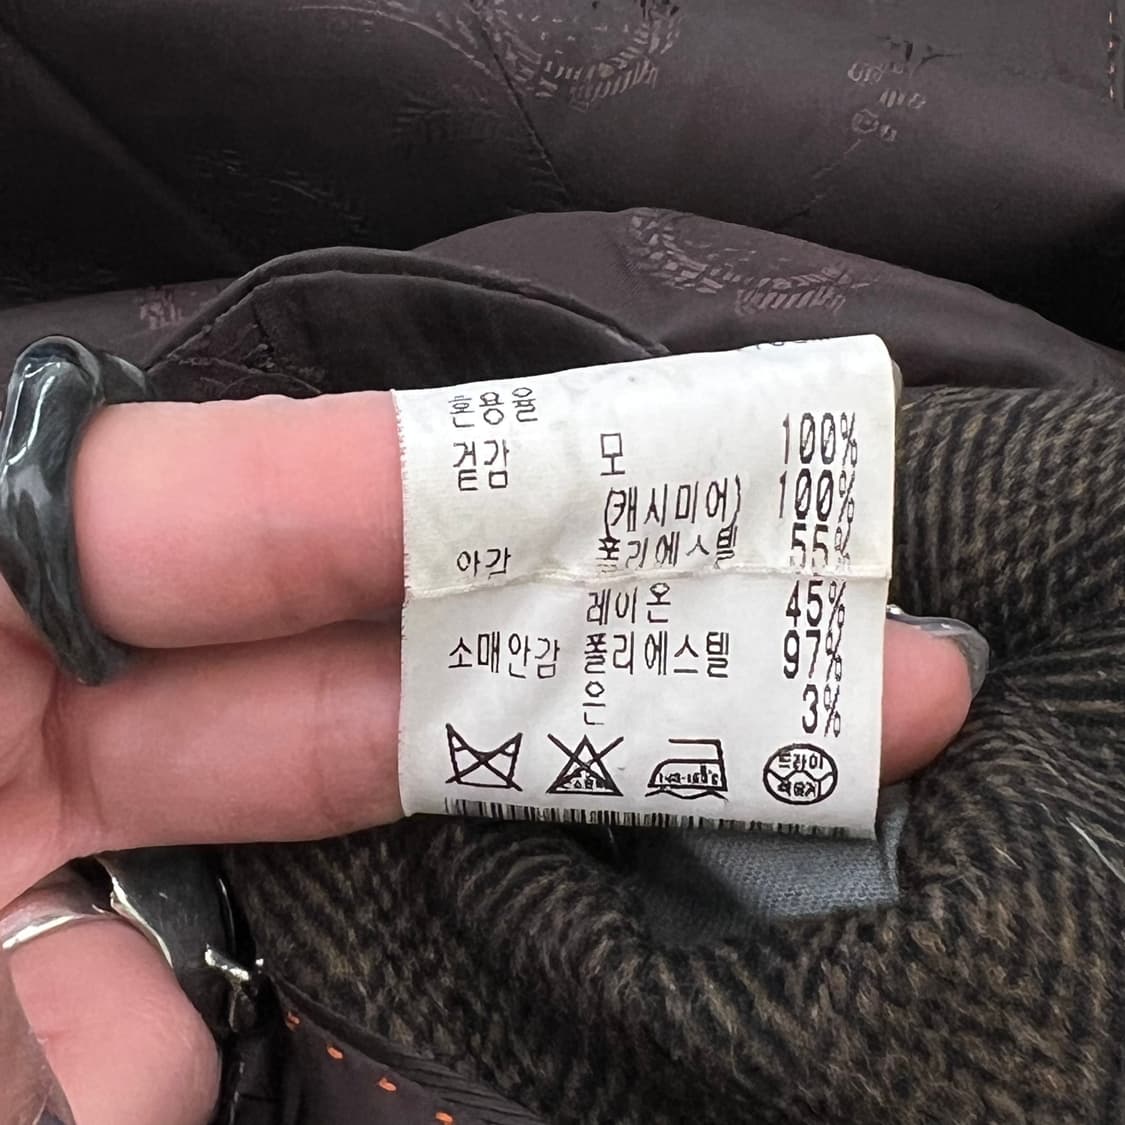 혼용율
겉감 모 100%
(캐시미어) 100%
안감 폴리에스텔 55%
레이온 45%
소매안감 폴리에스텔 97%
은 3%
드라이